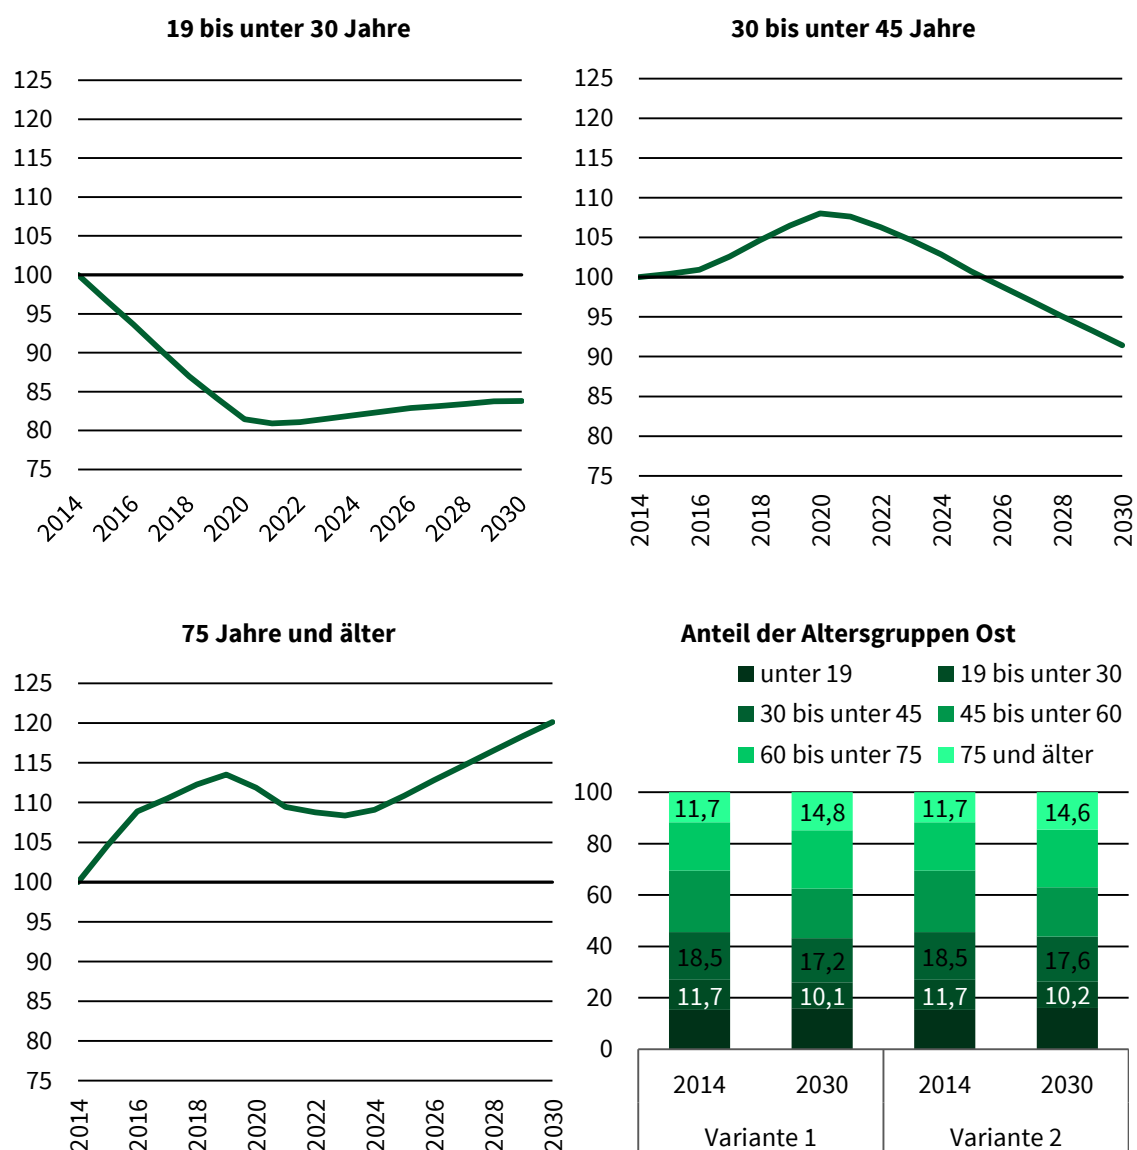 19 bis unter 30 Jahre
125
120
115
110
105
100
95
90
85
80
75
2014 2016 2018 2020 2022 2024 2026 2028 2030
30 bis unter 45 Jahre
125
120
115
110
105
100
95
90
85
80
75
2014 2016 2018 2020 2022 2024 2026 2028 2030
75 Jahre und älter
125
120
115
110
105
100
95
90
85
80
75
2014 2016 2018 2020 2022 2024 2026 2028 2030
Anteil der Altersgruppen Ost
unter 19 19 bis unter 30
30 bis unter 45 45 bis unter 60
60 bis unter 75 75 und älter
100
80
60
40
20
0
11,7 14,8 11,7 14,6
18,5 17,2 18,5 17,6
11,7 10,1 11,7 10,2
2014 2030 2014 2030
Variante 1 Variante 2